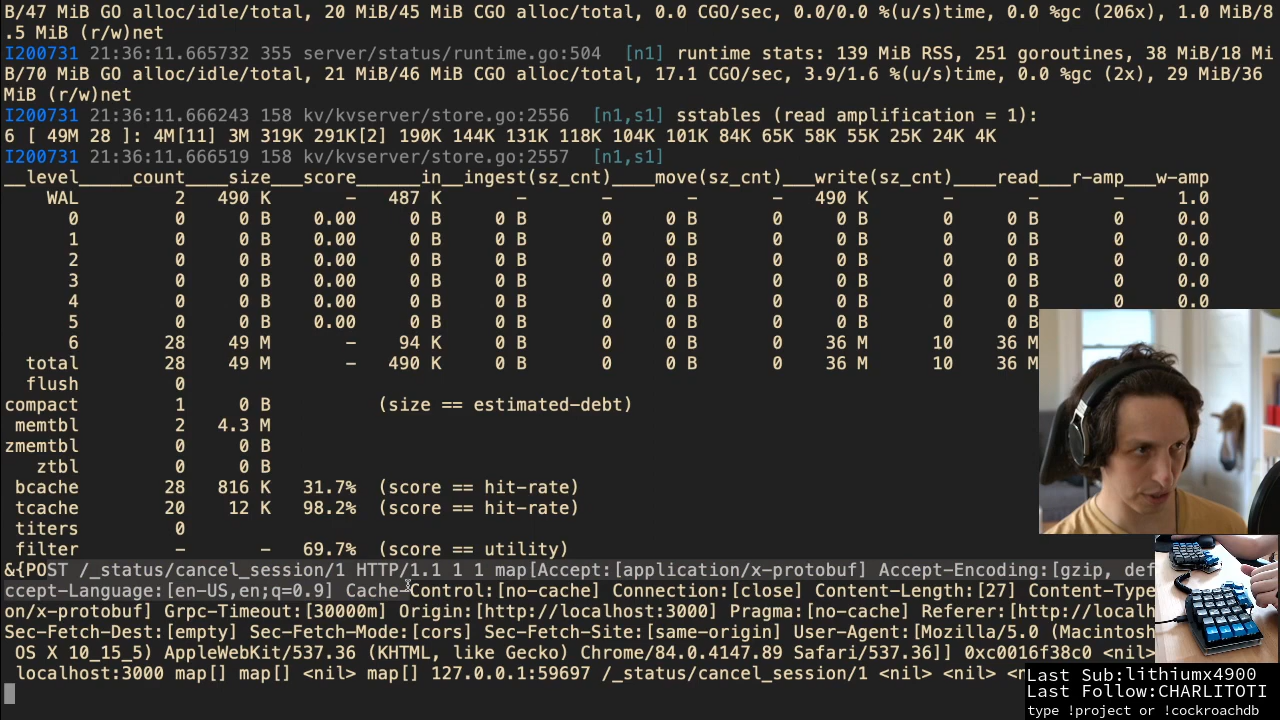 B/47 MiB GO alloc/idle/total, 20 MiB/45 MiB CGO alloc/total, 0.0 CGO/sec, 0.0/0.0 %(u/s)time, 0.0 %gc (206x), 1.0 MiB/8
.5 MiB (r/w)net
I200731 21:36:11.665732 355 server/status/runtime.go:504  [n1] runtime stats: 139 MiB RSS, 251 goroutines, 38 MiB/18 Mi
B/70 MiB GO alloc/idle/total, 21 MiB/46 MiB CGO alloc/total, 17.1 CGO/sec, 3.9/1.6 %(u/s)time, 0.0 %gc (2x), 29 MiB/36
MiB (r/w)net
I200731 21:36:11.666243 158 kv/kvserver/store.go:2556  [n1,s1] sstables (read amplification = 1):
6 [ 49M 28 ]: 4M[11] 3M 319K 291K[2] 190K 144K 131K 118K 104K 101K 84K 65K 58K 55K 25K 24K 4K
I200731 21:36:11.666519 158 kv/kvserver/store.go:2557  [n1,s1]
__level_____count____size___score______in__ingest(sz_cnt)____move(sz_cnt)___write(sz_cnt)____read___r-amp___w-amp
WAL 2 490 K - 487 K - - - - 490 K - - - 1.0
0 0 0 B 0.00 0 B 0 B 0 0 B 0 0 B 0 0 B 0 0.0
1 0 0 B 0.00 0 B 0 B 0 0 B 0 0 B 0 0 B 0 0.0
2 0 0 B 0.00 0 B 0 B 0 0 B 0 0 B 0 0 B 0 0.0
3 0 0 B 0.00 0 B 0 B 0 0 B 0 0 B 0 0 B 0 0.0
4 0 0 B 0.00 0 B 0 B 0 0 B 0 0 B 0 0 B 0 0.0
5 0 0 B 0.00 0 B 0 B 0 0 B 0 0 B 0 0 B
6 28 49 M - 94 K 0 B 0 0 B 0 36 M 10 36 M
total 28 49 M - 490 K 0 B 0 0 B 0 36 M 10 36 M
flush 0
compact 1 0 B (size == estimated-debt)
memtbl 2 4.3 M
zmemtbl 0 0 B
ztbl 0 0 B
bcache 28 816 K 31.7% (score == hit-rate)
tcache 20 12 K 98.2% (score == hit-rate)
titers 0
filter - - 69.7% (score == utility)
&{POST /_status/cancel_session/1 HTTP/1.1 1 1 map[Accept:[application/x-protobuf] Accept-Encoding:[gzip, def
ccept-Language:[en-US,en;q=0.9] Cache-Control:[no-cache] Connection:[close] Content-Length:[27] Content-Type
on/x-protobuf] Grpc-Timeout:[30000m] Origin:[http://localhost:3000] Pragma:[no-cache] Referer:[http://localh
Sec-Fetch-Dest:[empty] Sec-Fetch-Mode:[cors] Sec-Fetch-Site:[same-origin] User-Agent:[Mozilla/5.0 (Macintosh
OS X 10_15_5) AppleWebKit/537.36 (KHTML, like Gecko) Chrome/84.0.4147.89 Safari/537.36]] 0xc0016f38c0 <nil>
localhost:3000 map[] map[] <nil> map[] 127.0.0.1:59697 /_status/cancel_session/1 <nil> <nil> <n
Last Sub:lithiumx4900
Last Follow:CHARLITOTI
type !project or !cockroachdb